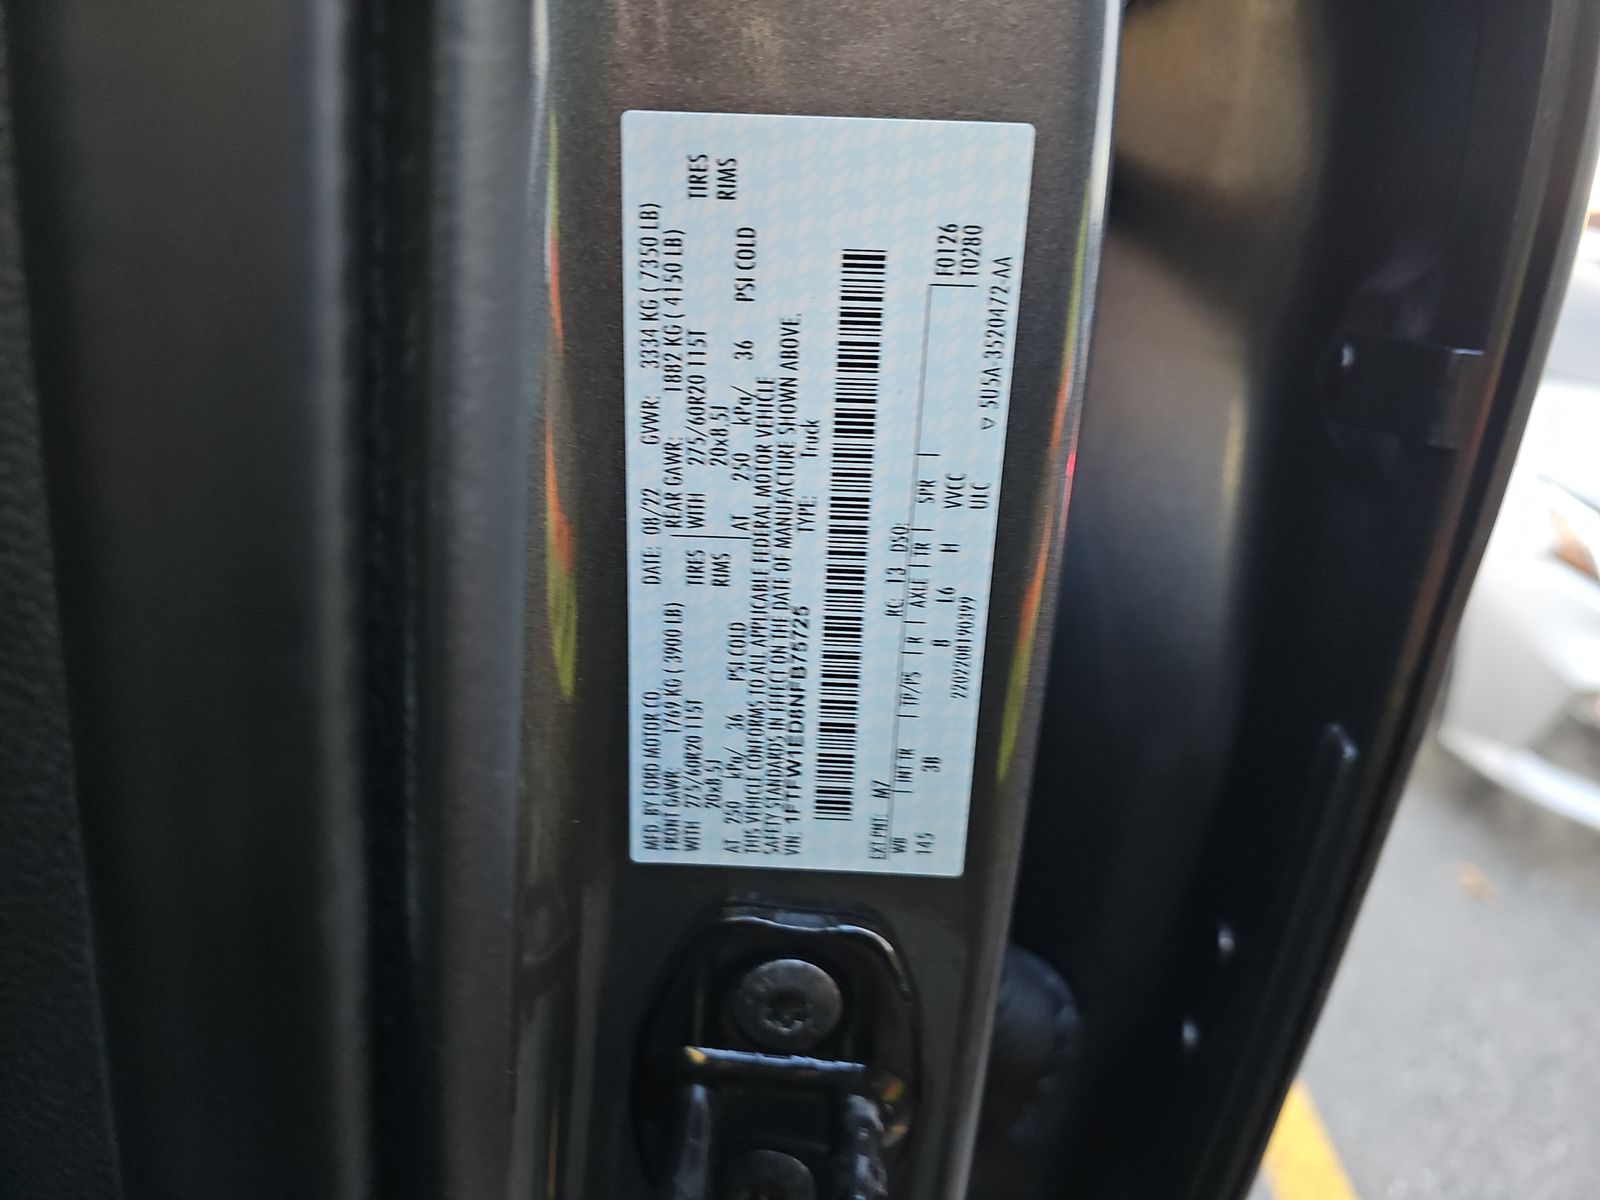 MFD. BY FORD MOTOR CO. DATE: 08/22 GVWR: 3334 KG ( 7350 LB)
FRONT GAWR: 1769 KG ( 3900 LB) REAR GAWR: 1882 KG ( 4150 LB)
WITH 275/60R20 115T TIRES WITH 275/60R20 115T TIRES
20x8.5J RIMS 20x8.5J RIMS
AT 250 kPa/ 36 PSI COLD AT 250 kPa/ 36 PSI COLD
THIS VEHICLE CONFORMS TO ALL APPLICABLE FEDERAL MOTOR VEHICLE
SAFETY STANDARDS IN EFFECT ON THE DATE OF MANUFACTURE SHOWN ABOVE.
VIN: 1FTFW1ED8NFB75725 TYPE: Truck
EXT PNT: M7 RC: 13 DSO:
WB INT TR TP/PS R AXLE TR SPR F0126
145 3B 8 L6 H WCC T0280
2202208190399 ULC
5U5A-3520472-AA